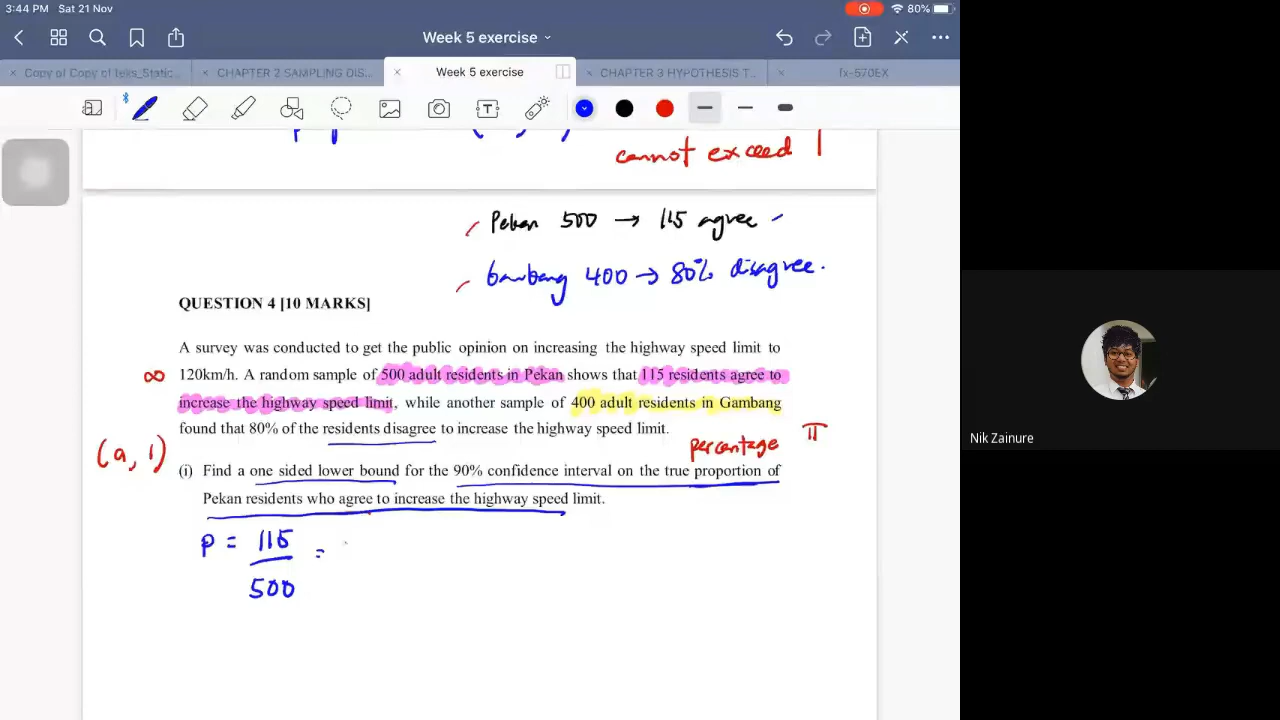 3:44 PM Sat 21 Nov
80%
Week 5 exercise
Copy of Copy of teks_Static...
CHAPTER 2 SAMPLING DIS...
Week 5 exercise
CHAPTER 3 HYPOTHESIS T...
fx-570EX
cannot exceed 1
Pekan 500 → 115 agree
Gambang 400 → 80% disagree.
QUESTION 4 [10 MARKS]
A survey was conducted to get the public opinion on increasing the highway speed limit to
∞ 120km/h. A random sample of 500 adult residents in Pekan shows that 115 residents agree to
increase the highway speed limit, while another sample of 400 adult residents in Gambang
found that 80% of the residents disagree to increase the highway speed limit.
(a, 1)
percentage π
(i) Find a one sided lower bound for the 90% confidence interval on the true proportion of
Pekan residents who agree to increase the highway speed limit.
P = 115 =
500
Nik Zainure